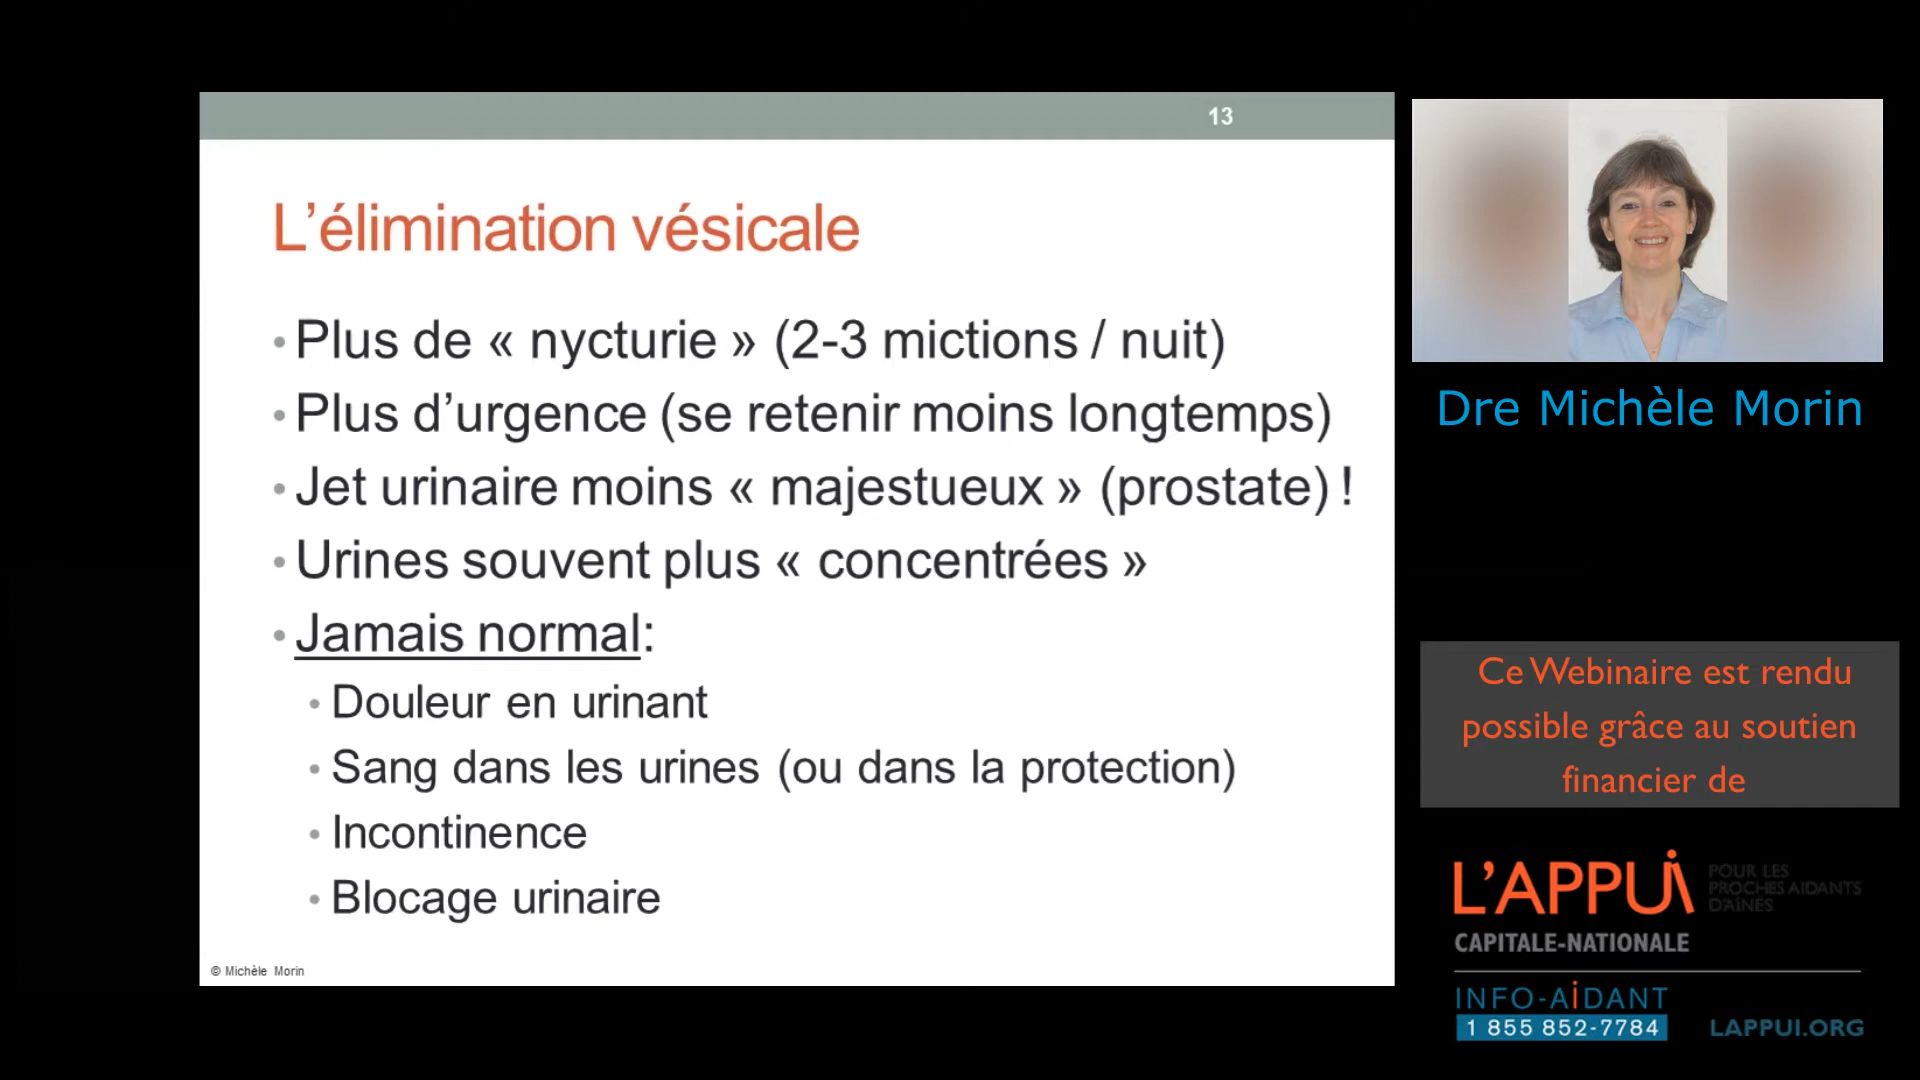 13
L’élimination vésicale
• Plus de « nycturie » (2-3 mictions / nuit)
• Plus d’urgence (se retenir moins longtemps)
• Jet urinaire moins « majestueux » (prostate) !
• Urines souvent plus « concentrées »
• Jamais normal:
• Douleur en urinant
• Sang dans les urines (ou dans la protection)
• Incontinence
• Blocage urinaire
© Michèle Morin
Dre Michèle Morin
Ce Webinaire est rendu
possible grâce au soutien
financier de
L’APPUI
POUR LES
PROCHES AIDANTS
D’AÎNÉS
CAPITALE-NATIONALE
INFO-AiDANT
1 855 852-7784
LAPPUI.ORG